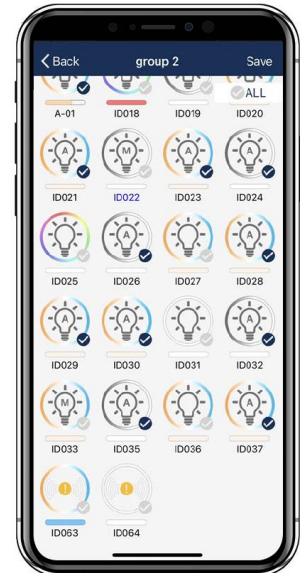 Back group 2 Save
ALL
A-01 ID018 ID019 ID020
A M A A
ID021 ID022 ID023 ID024
A A
ID025 ID026 ID027 ID028
A A A
ID029 ID030 ID031 ID032
M A A
ID033 ID035 ID036 ID037
! !
ID063 ID064